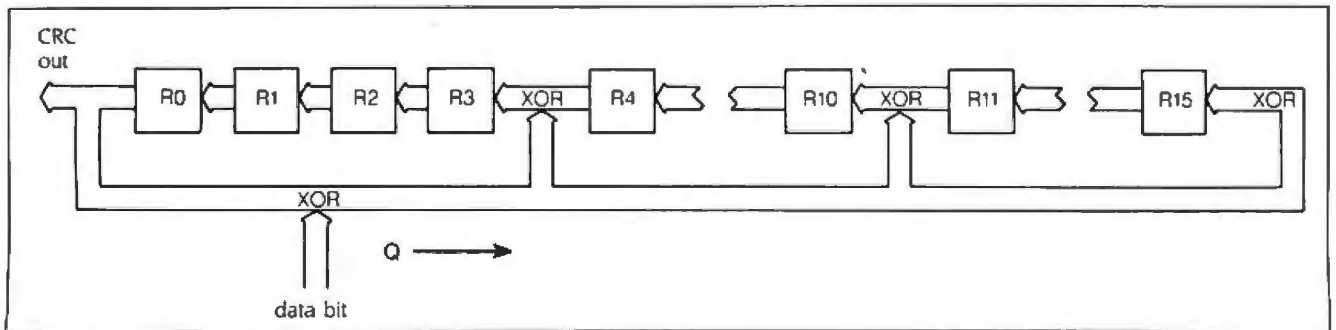 CRC
out
R0 R1 R2 R3 XOR R4 R10 XOR R11 R15 XOR
XOR
Q
data bit